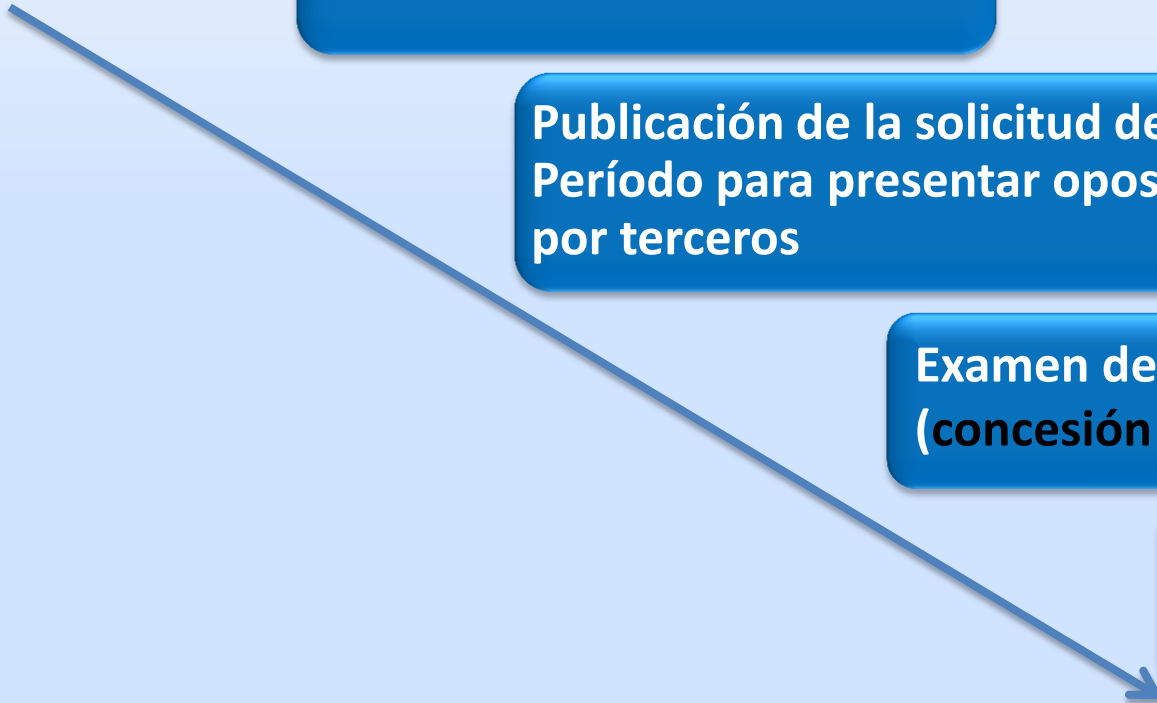 Publicación de la solicitud de
Período para presentar opos
por terceros
Examen de
(concesión